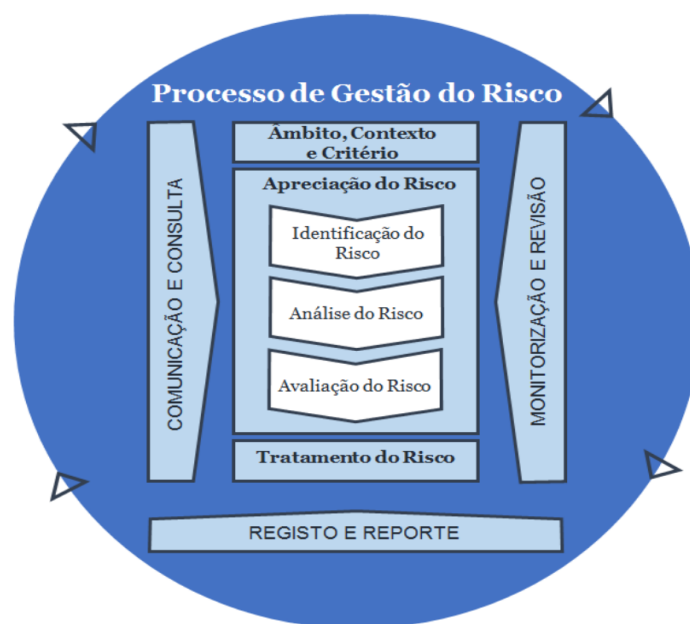 Processo de Gestão do Risco
Âmbito, Contexto
e Critério
Apreciação do Risco
Identificação do
Risco
Análise do Risco
Avaliação do Risco
Tratamento do Risco
COMUNICAÇÃO E CONSULTA
MONITORIZAÇÃO E REVISÃO
REGISTO E REPORTE